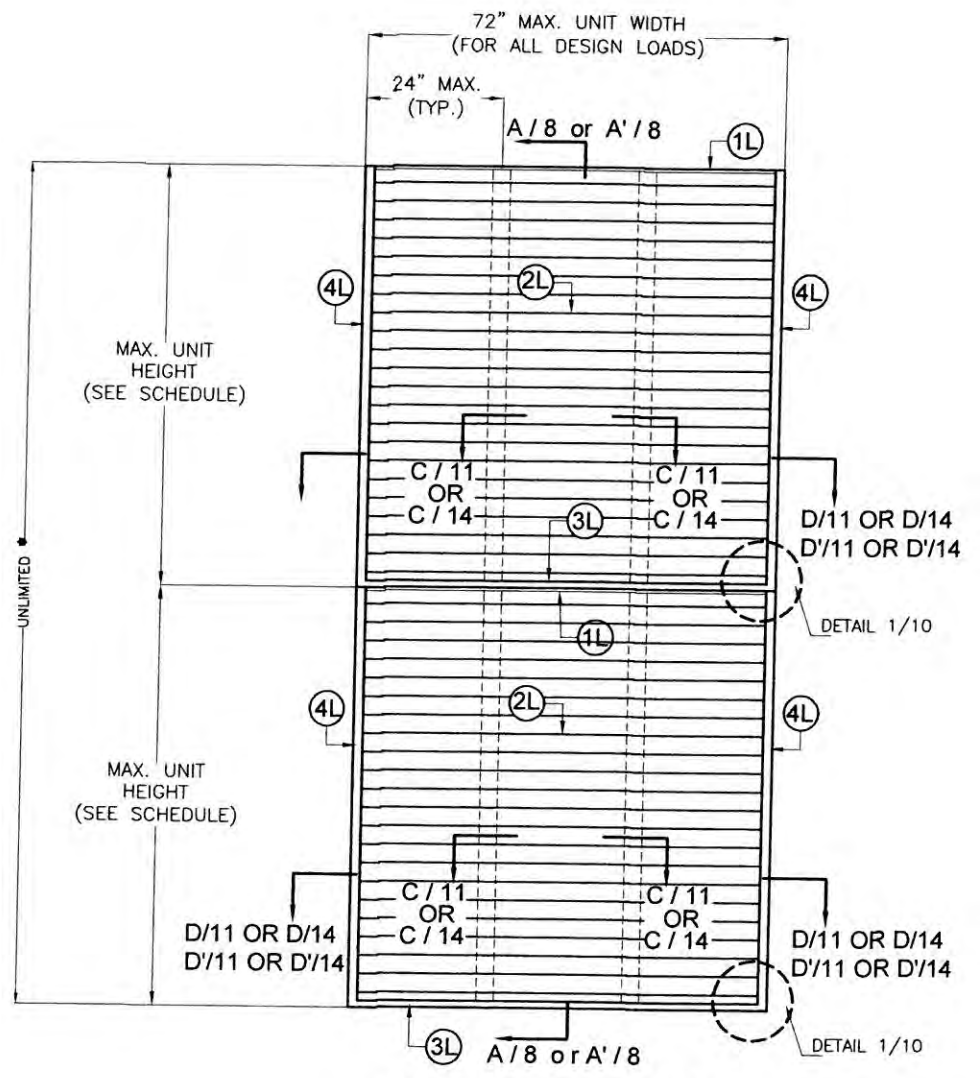 72" MAX. UNIT WIDTH
(FOR ALL DESIGN LOADS)
24" MAX.
(TYP.)
A / 8 or A' / 8
1L
2L
4L
4L
MAX. UNIT
HEIGHT
(SEE SCHEDULE)
C / 11
OR
C / 14
C / 11
OR
C / 14
3L
D/11 OR D/14
D'/11 OR D'/14
UNLIMITED
DETAIL 1/10
1L
2L
4L
4L
MAX. UNIT
HEIGHT
(SEE SCHEDULE)
C / 11
OR
C / 14
C / 11
OR
C / 14
D/11 OR D/14
D'/11 OR D'/14
D/11 OR D/14
D'/11 OR D'/14
3L
A / 8 or A' / 8
DETAIL 1/10